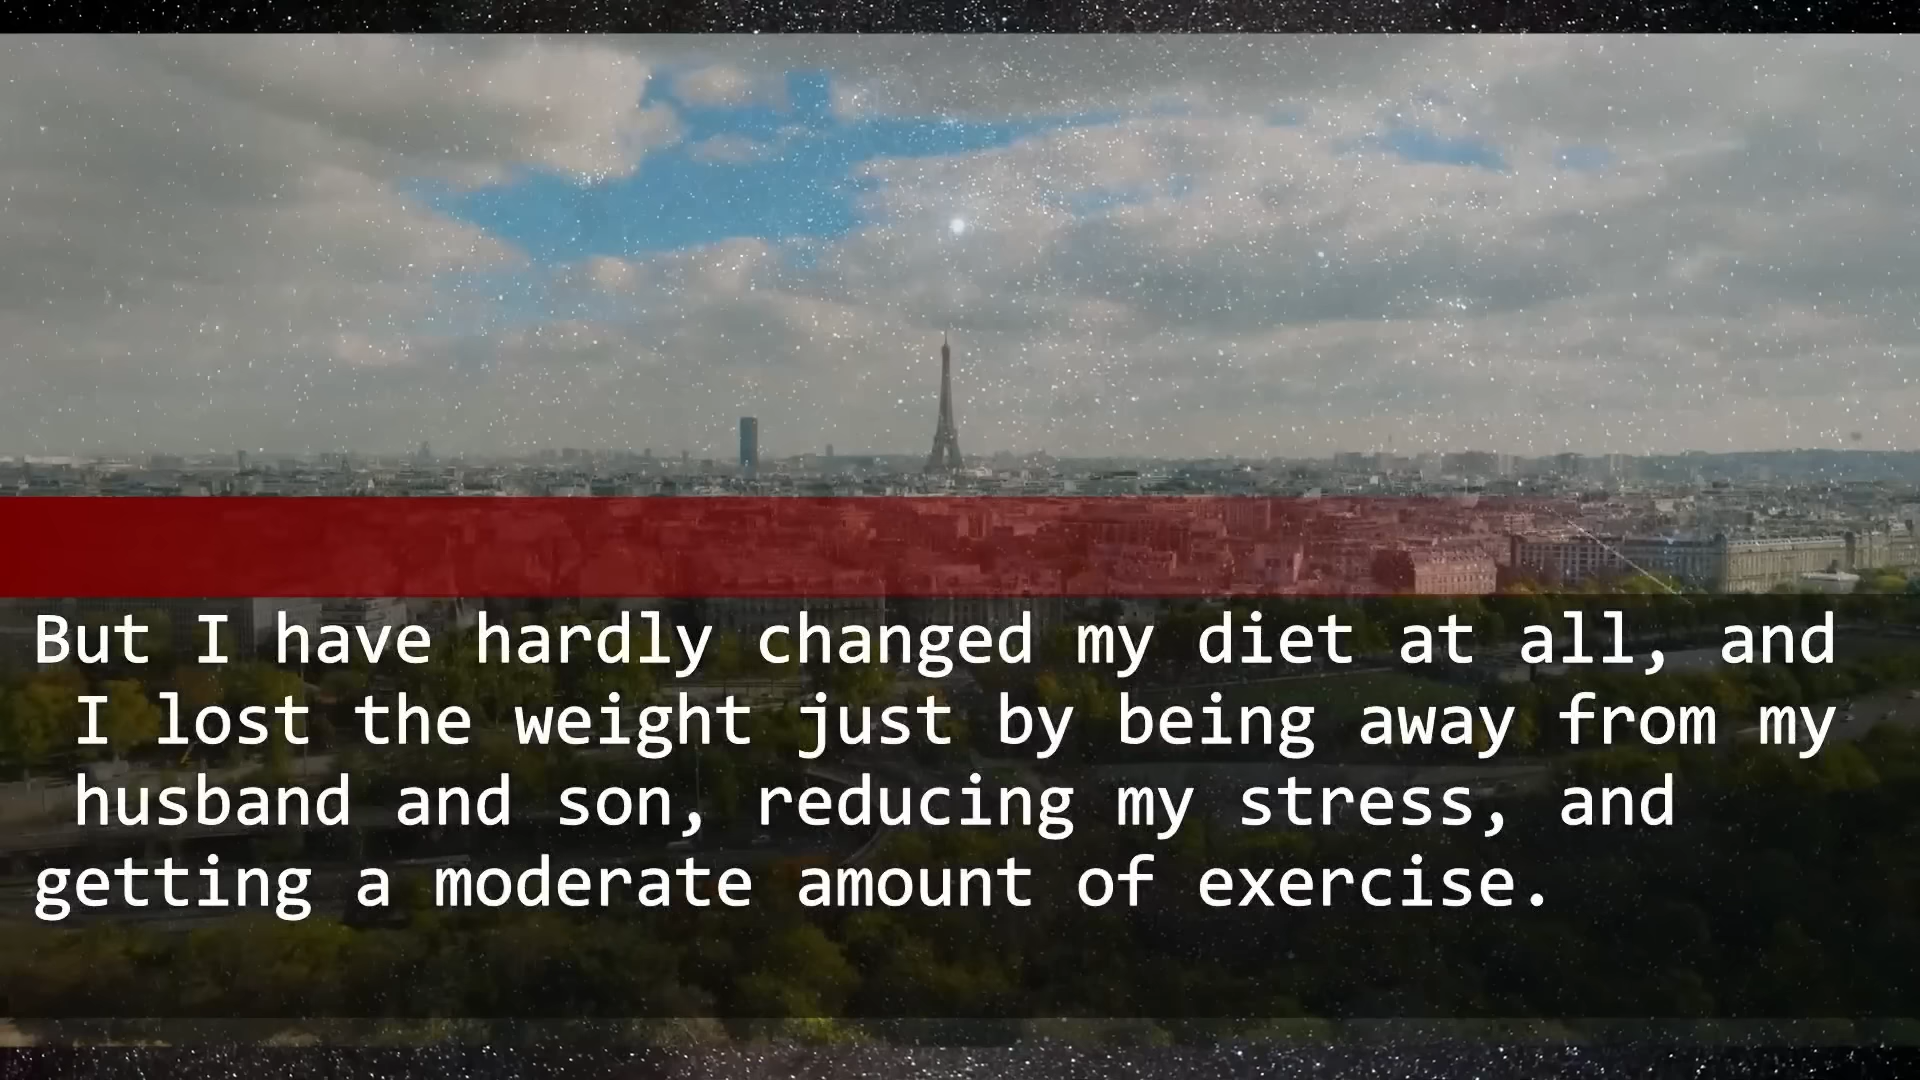 But I have hardly changed my diet at all, and
I lost the weight just by being away from my
husband and son, reducing my stress, and
getting a moderate amount of exercise.